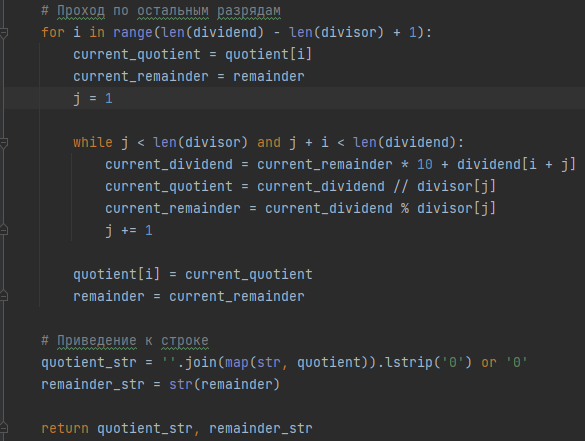 # Проход по остальным разрядам
for i in range(len(dividend) - len(divisor) + 1):
    current_quotient = quotient[i]
    current_remainder = remainder
    j = 1
    while j < len(divisor) and j + i < len(dividend):
        current_dividend = current_remainder * 10 + dividend[i + j]
        current_quotient = current_dividend // divisor[j]
        current_remainder = current_dividend % divisor[j]
        j += 1
    quotient[i] = current_quotient
    remainder = current_remainder
# Приведение к строке
quotient_str = ''.join(map(str, quotient)).lstrip('0') or '0'
remainder_str = str(remainder)
return quotient_str, remainder_str